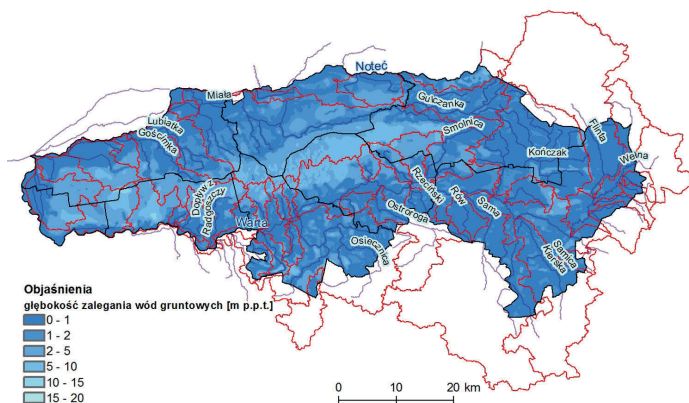 Noteć
Miała
Gulczanka
Lubiatka
Gościmka
Smolnica
Flinta
Kończak
Wełna
Dopływ z
Radogoszczy
Rzeciński
Rów
Sama
Ostroroga
Warta
Osiecznica
Samica
Kierska
Objaśnienia
głębokość zalegania wód gruntowych [m p.p.t.]
0 - 1
1 - 2
2 - 5
5 - 10
10 - 15
15 - 20
0 10 20 km